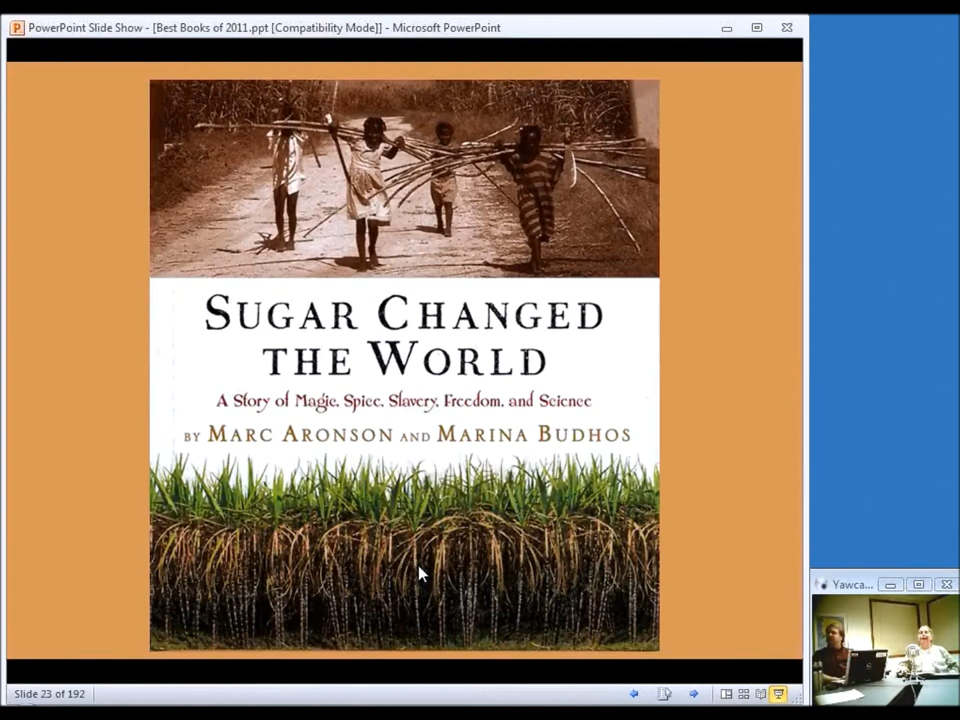 PowerPoint Slide Show - [Best Books of 2011.ppt [Compatibility Mode]] - Microsoft PowerPoint
SUGAR CHANGED
THE WORLD
A Story of Magic, Spice, Slavery, Freedom, and Science
BY MARC ARONSON AND MARINA BUDHOS
Yawca...
Slide 23 of 192